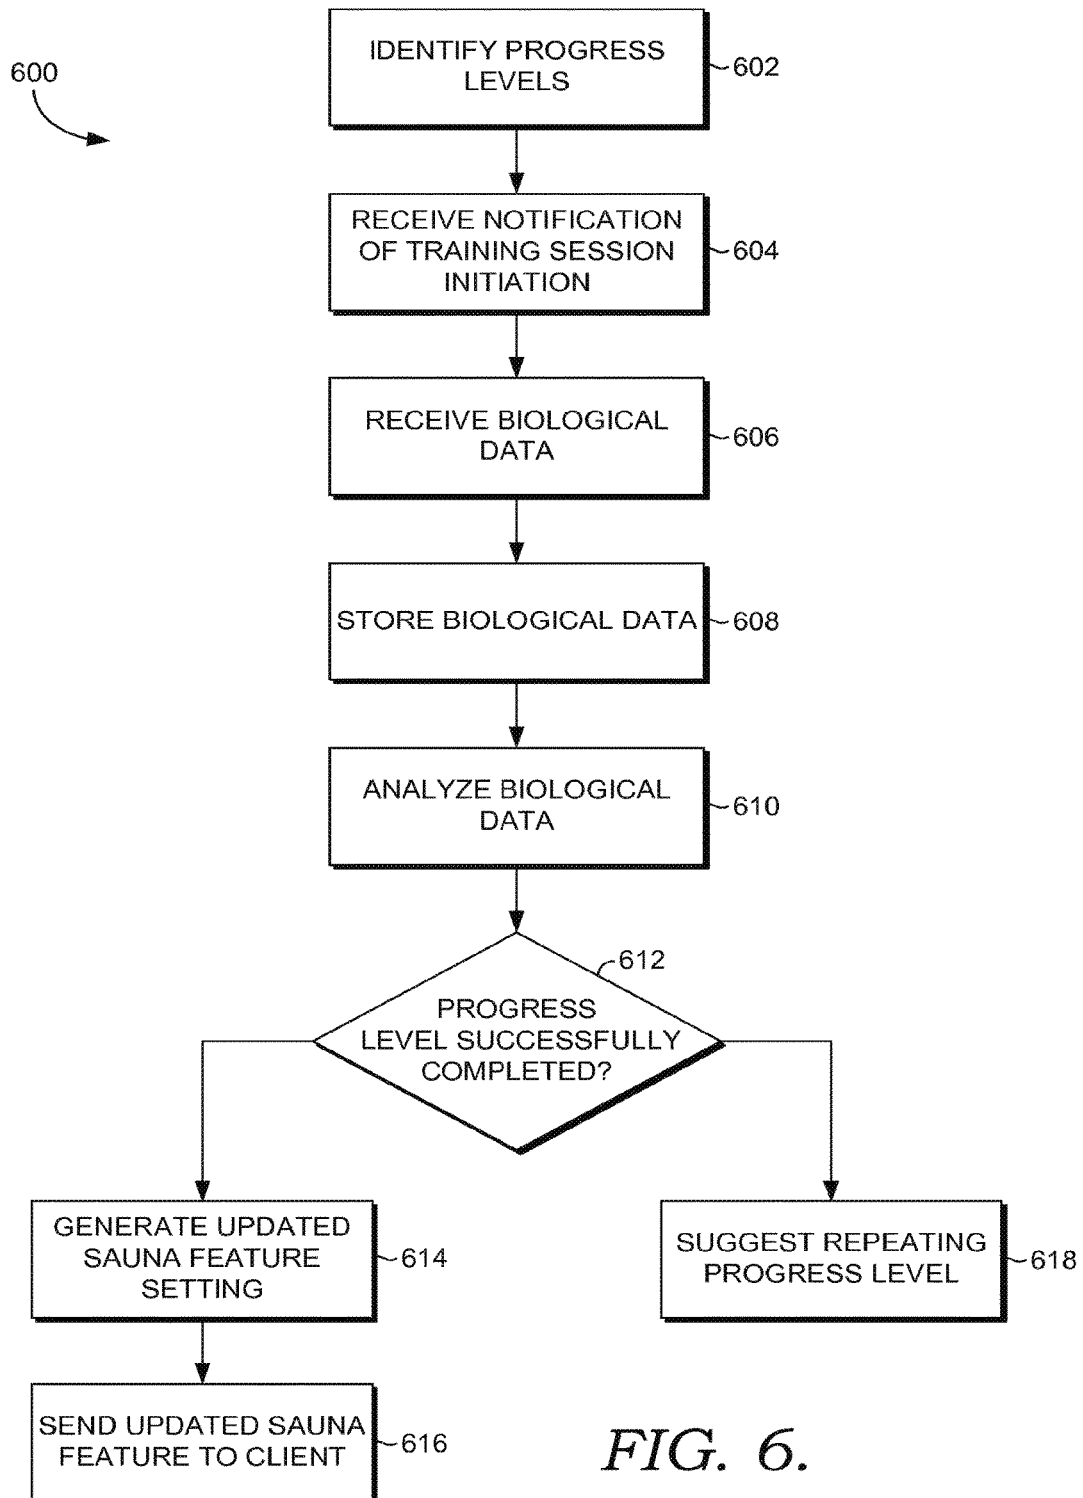 600
IDENTIFY PROGRESS
LEVELS
602
RECEIVE NOTIFICATION
OF TRAINING SESSION
INITIATION
604
RECEIVE BIOLOGICAL
DATA
606
STORE BIOLOGICAL DATA
608
ANALYZE BIOLOGICAL
DATA
610
612
PROGRESS
LEVEL SUCCESSFULLY
COMPLETED?
GENERATE UPDATED
SAUNA FEATURE
SETTING
614
SUGGEST REPEATING
PROGRESS LEVEL
618
SEND UPDATED SAUNA
FEATURE TO CLIENT
616
FIG. 6.